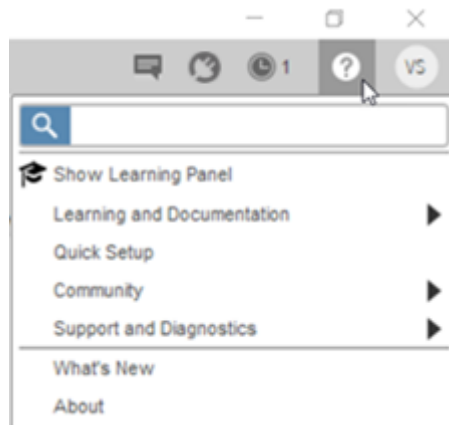 1
?
VS
Show Learning Panel
Learning and Documentation
Quick Setup
Community
Support and Diagnostics
What's New
About